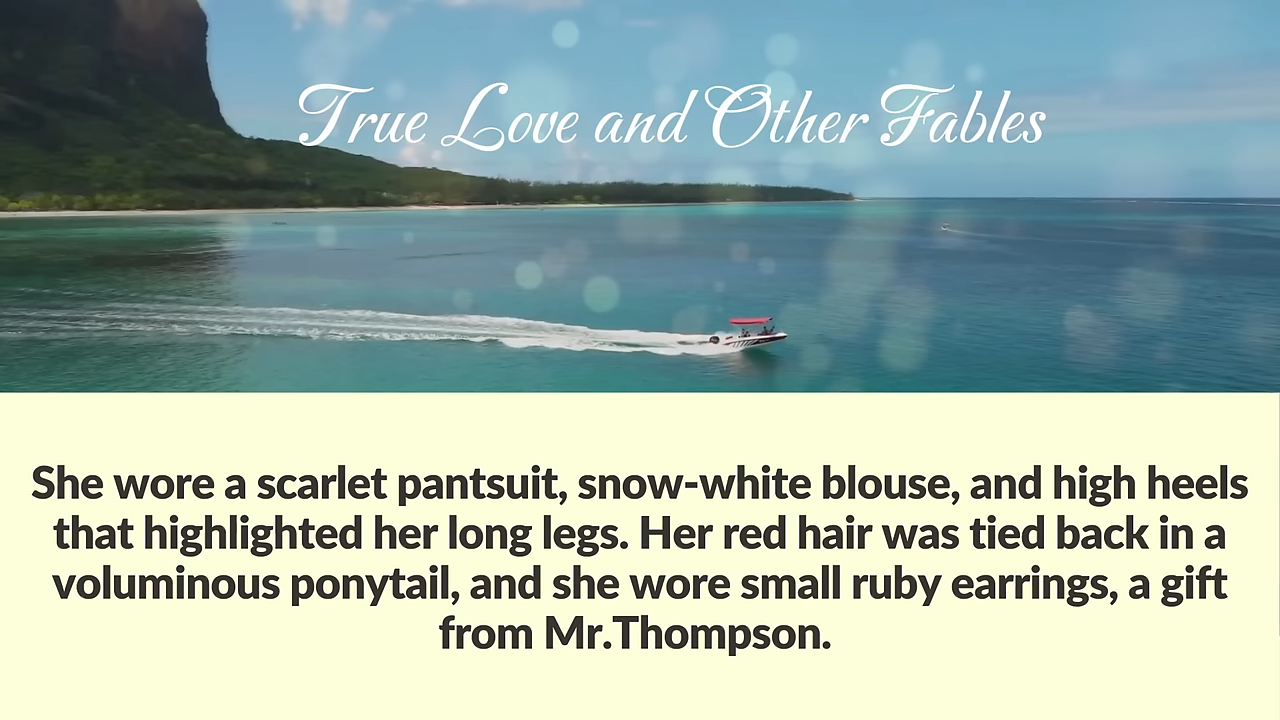 True Love and Other Fables
She wore a scarlet pantsuit, snow-white blouse, and high heels
that highlighted her long legs. Her red hair was tied back in a
voluminous ponytail, and she wore small ruby earrings, a gift
from Mr.Thompson.